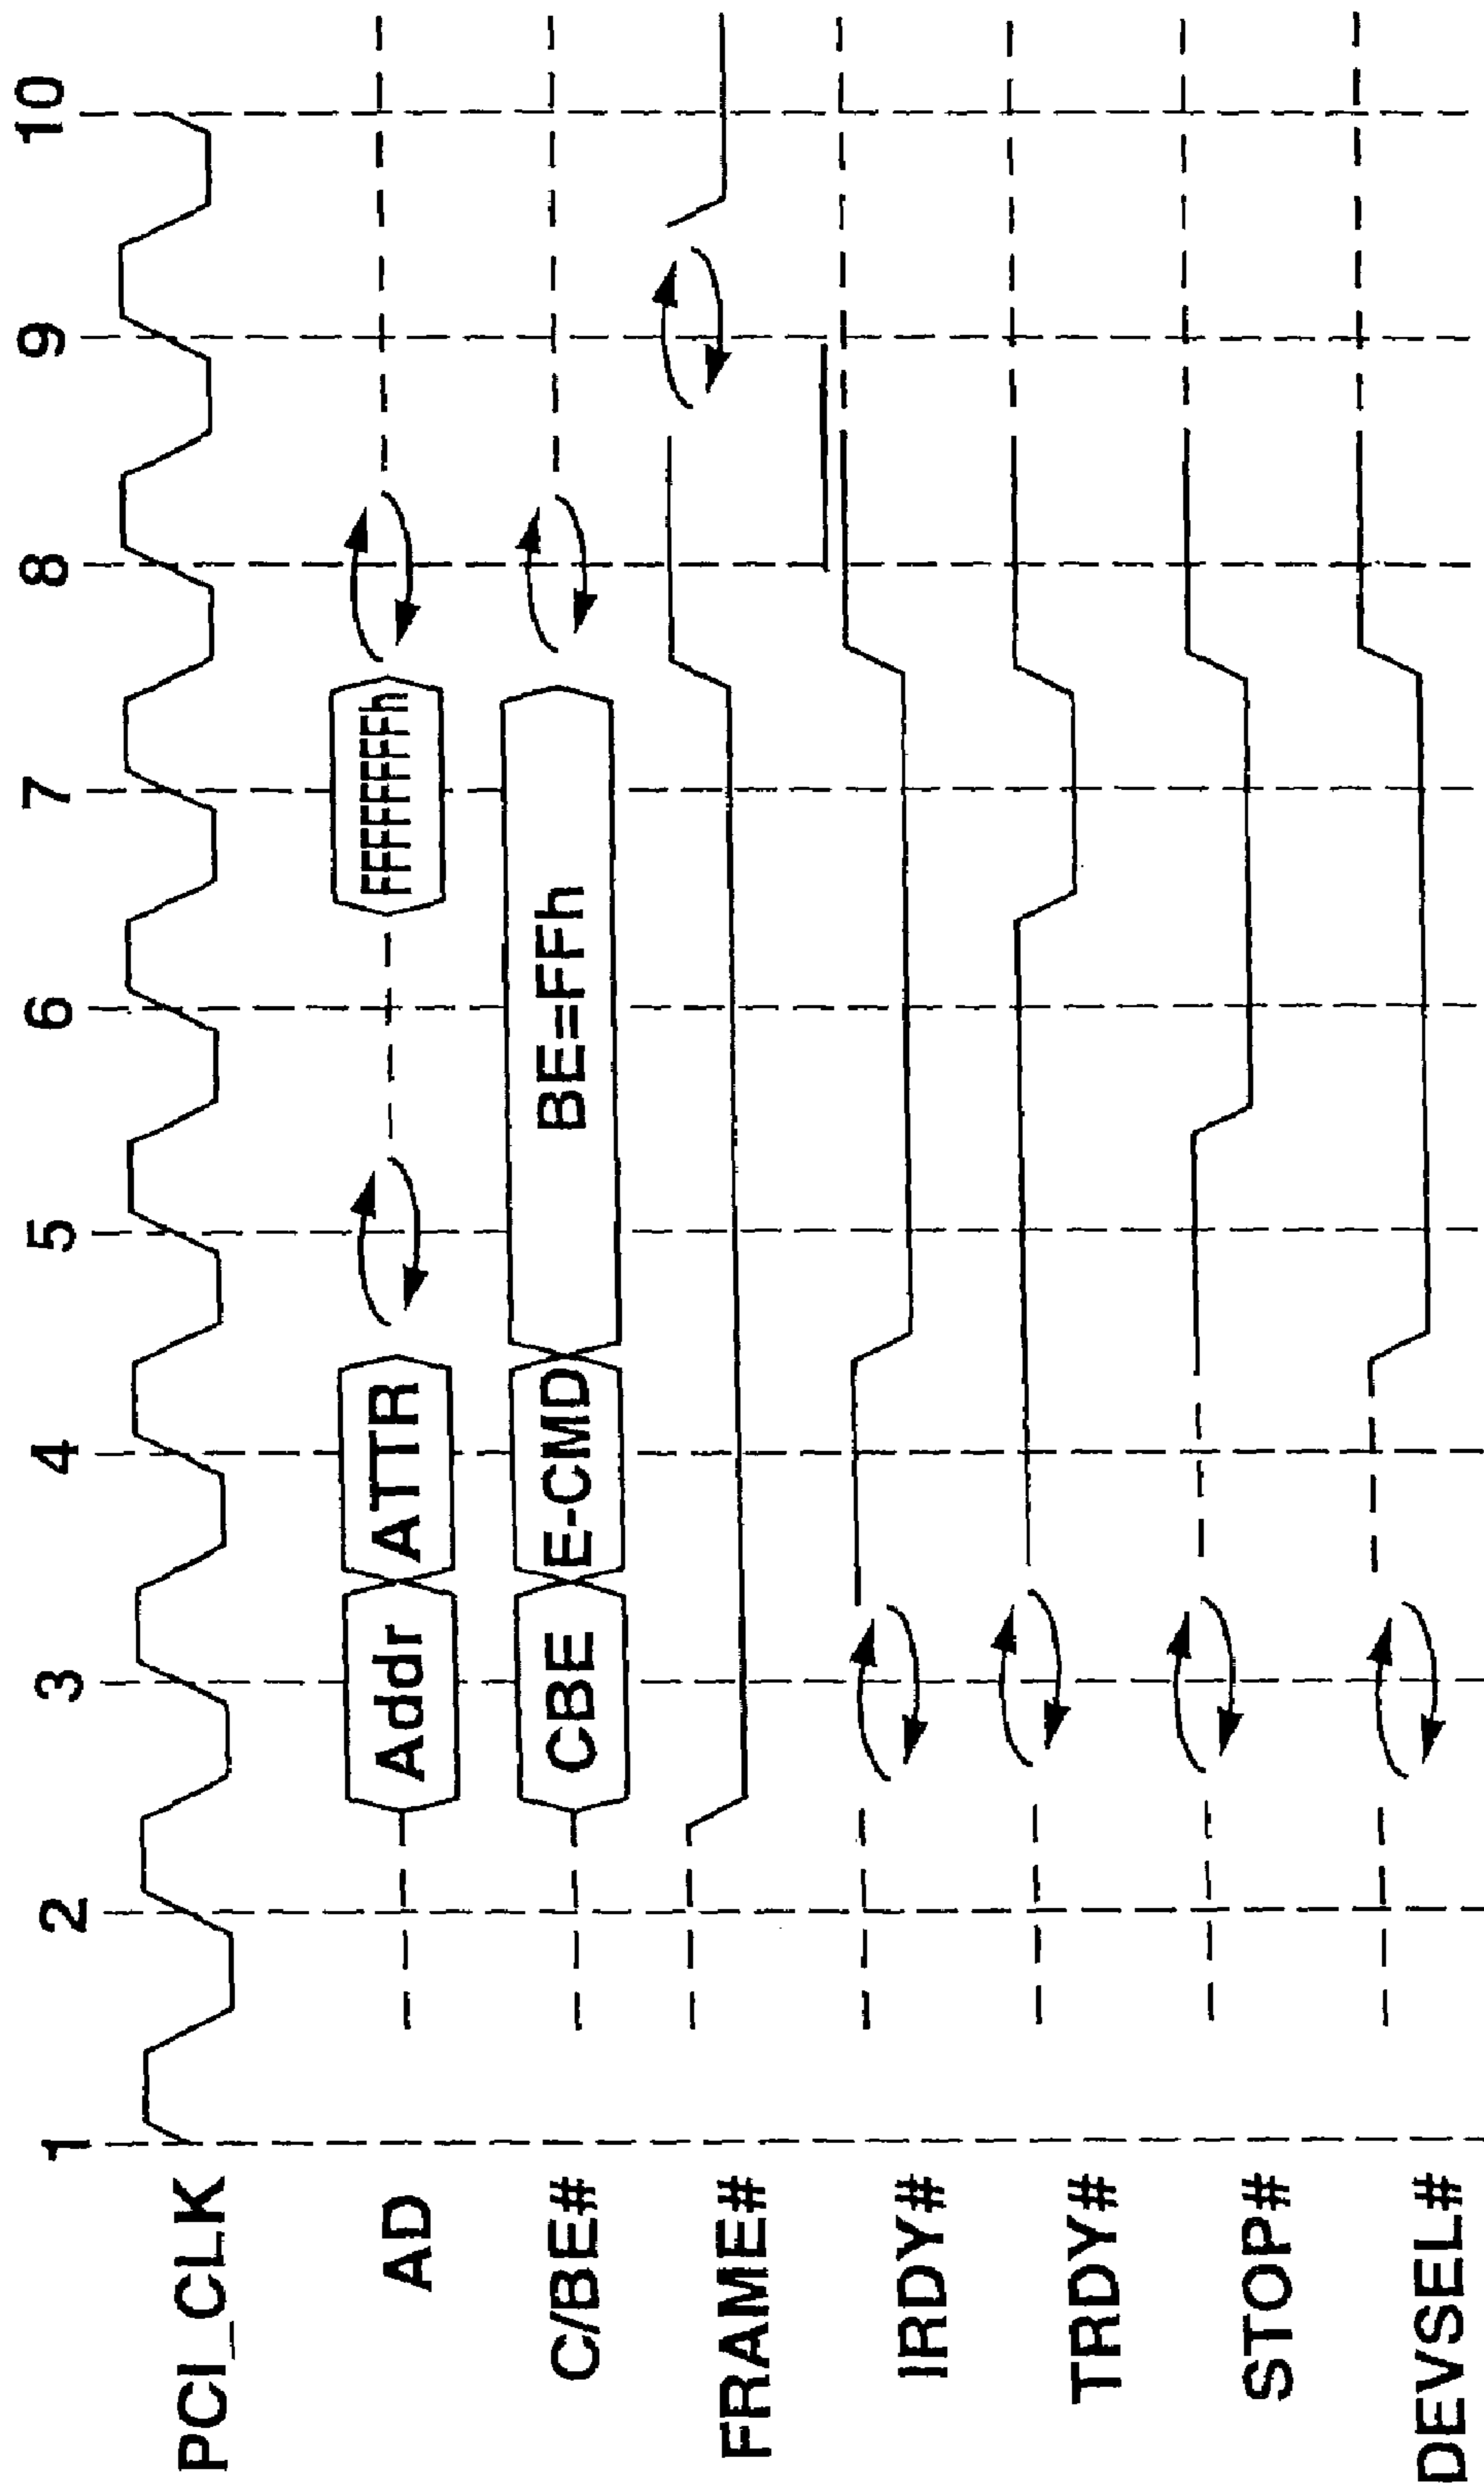 1 2 3 4 5 6 7 8 9 10
PCI_CLK
AD Addr ATTR FFFFFFFFh
C/BE# CBE E-CMD BE=FFh
FRAME#
IRDY#
TRDY#
STOP#
DEVSEL#